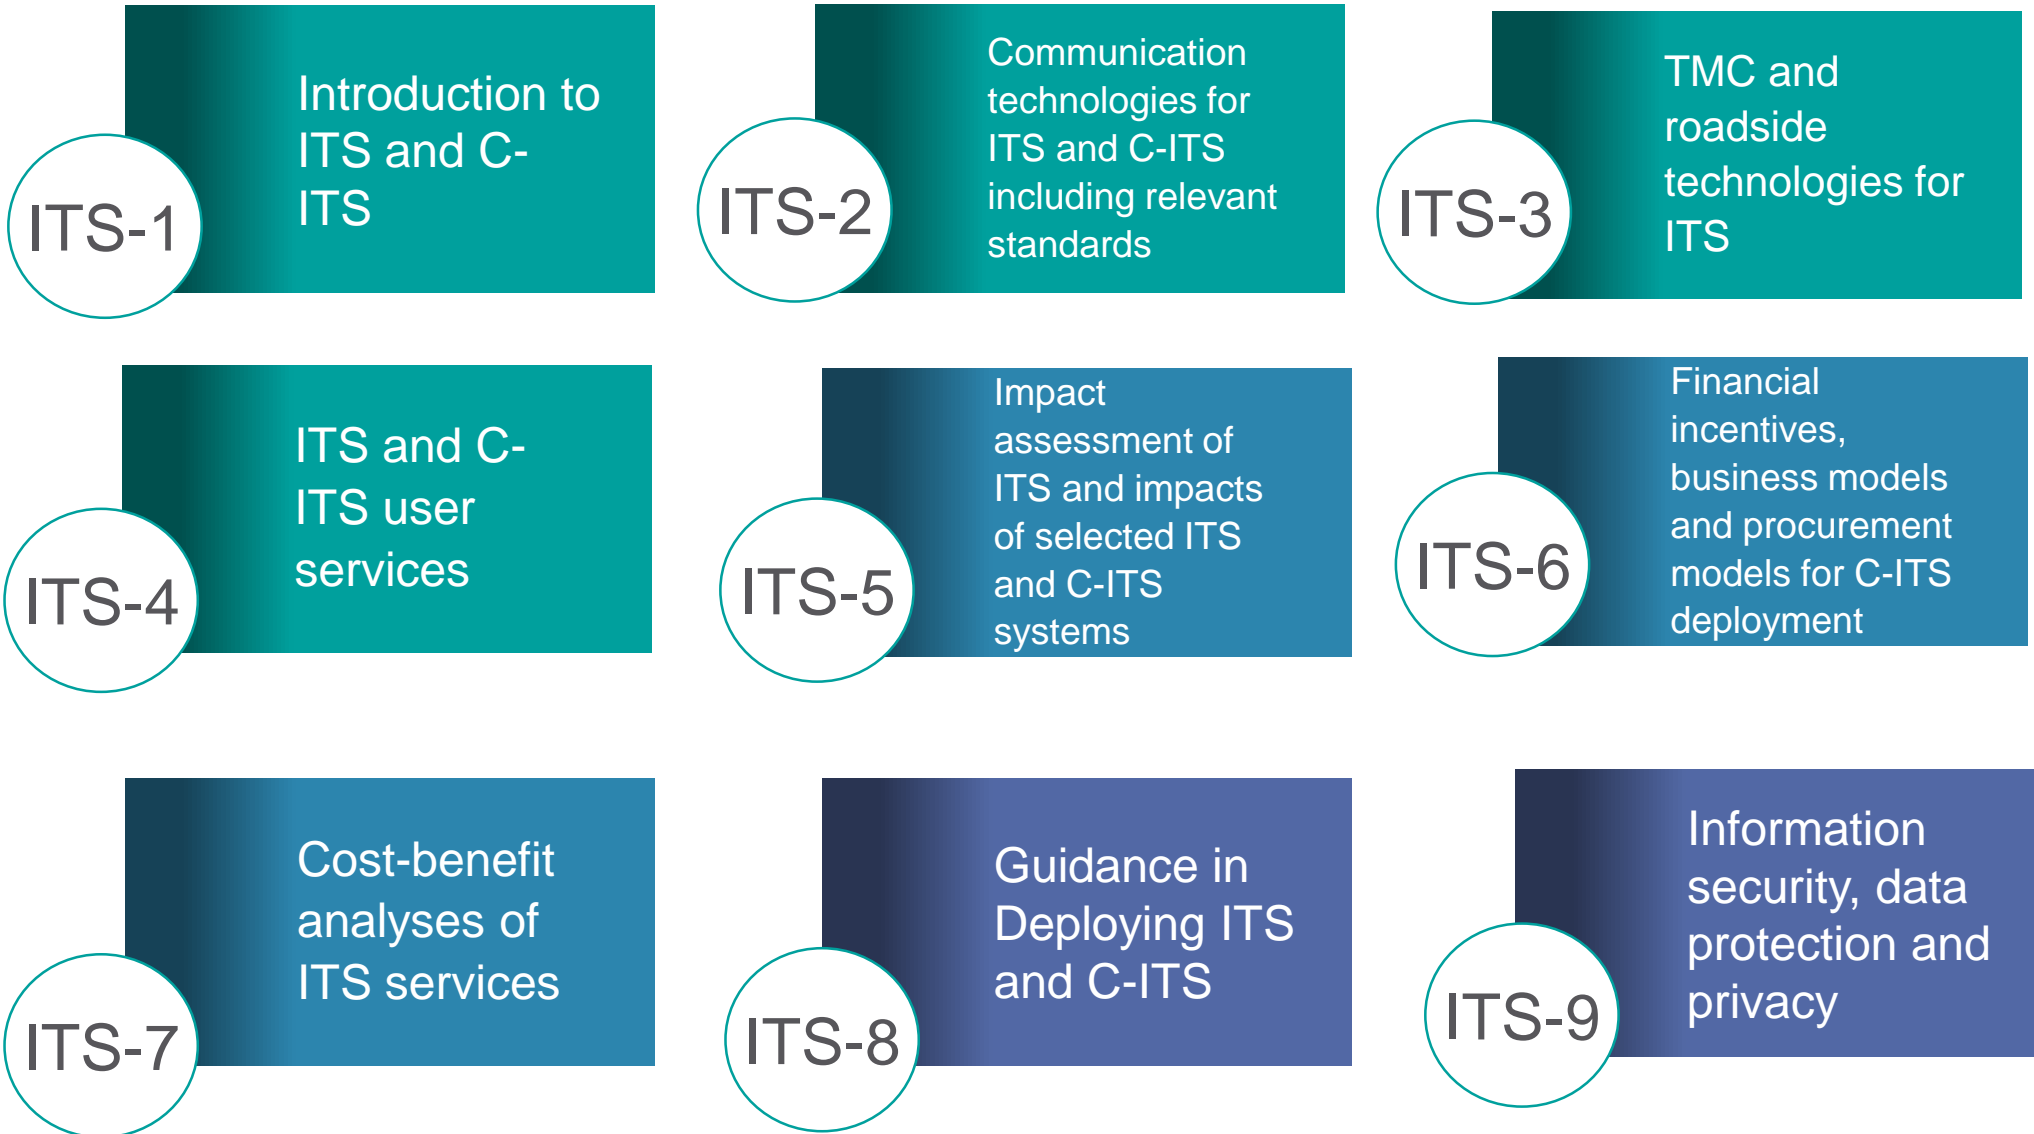 ITS-1
Introduction to
ITS and C-
ITS
ITS-2
Communication
technologies for
ITS and C-ITS
including relevant
standards
ITS-3
TMC and
roadside
technologies for
ITS
ITS-4
ITS and C-
ITS user
services
ITS-5
Impact
assessment of
ITS and impacts
of selected ITS
and C-ITS
systems
ITS-6
Financial
incentives,
business models
and procurement
models for C-ITS
deployment
ITS-7
Cost-benefit
analyses of
ITS services
ITS-8
Guidance in
Deploying ITS
and C-ITS
ITS-9
Information
security, data
protection and
privacy